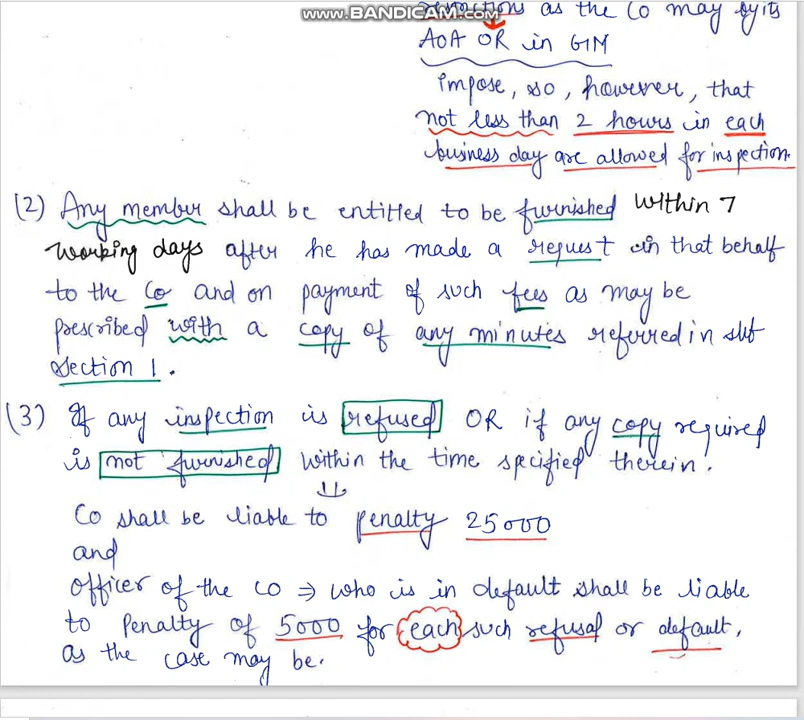 www.BANDICAM.com
restrictions as the Co may by its
AOA OR in GM
impose, so, however, that
not less than 2 hours in each
business day are allowed for inspection.
(2) Any member shall be entitled to be furnished within 7
working days after he has made a request in that behalf
to the Co and on payment of such fees as may be
prescribed with a copy of any minutes referred in sub
section 1.
(3) If any inspection is refused OR if any copy required
is not furnished within the time specified therein.
Co shall be liable to penalty 25000
and
officer of the CO ⇒ who is in default shall be liable
to Penalty of 5000 for each such refusal or default,
as the case may be.